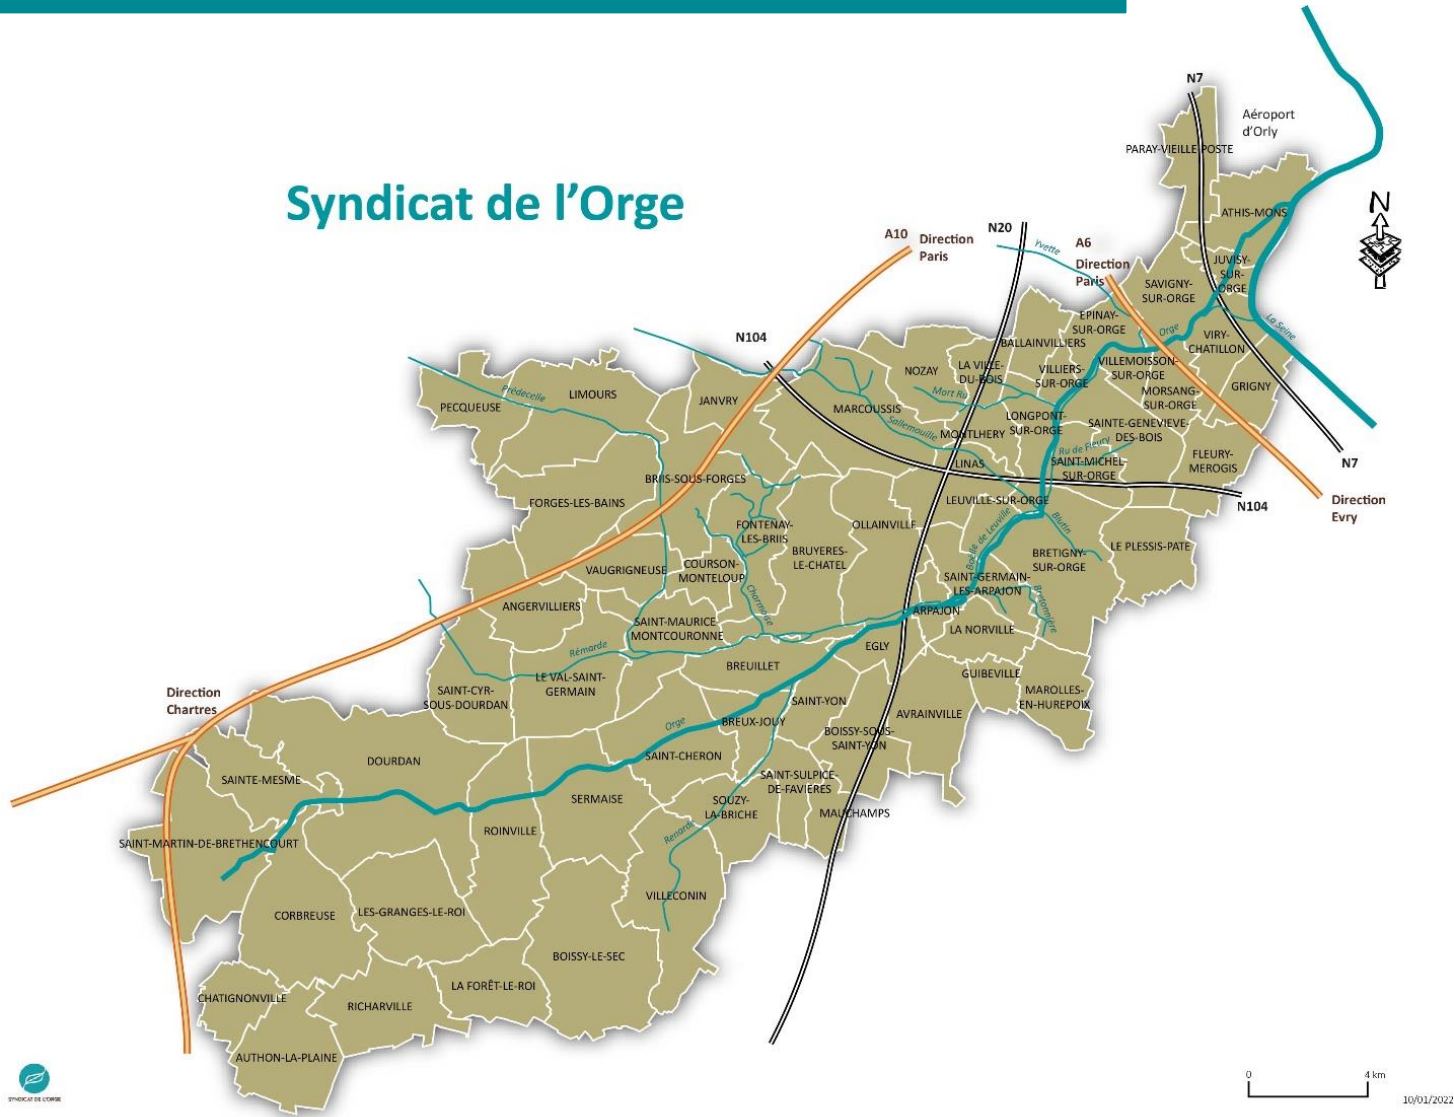 Syndicat de l'Orge
N7
Aéroport
d'Orly
PARAY-VIEILLE-POSTE
N
ATHIS-MONS
A10
Direction
Paris
N20
Yvette
A6
Direction
Paris
JUVISY-
SUR-
ORGE
SAVIGNY-
SUR-ORGE
EPINAY-
SUR-ORGE
Orge
La Seine
VIRY-
CHATILLON
N104
BALLAINVILLIERS
NOZAY
LA VILLE-
DU-BOIS
VILLIERS-
SUR-ORGE
VILLEMOISSON-
SUR-ORGE
GRIGNY
MORSANG-
SUR-ORGE
Prédecelle
LIMOURS
PECQUEUSE
JANVRY
MARCOUSSIS
Mort Ru
Sallemouille
MONTLHERY
LONGPONT-
SUR-ORGE
SAINTE-GENEVIEVE-
DES-BOIS
Ru de Fleury
FLEURY-
MEROGIS
N7
LINAS
SAINT-MICHEL-
SUR-ORGE
BRIIS-SOUS-FORGES
FORGES-LES-BAINS
LEUVILLE-SUR-ORGE
N104
Direction
Evry
FONTENAY-
LES-BRIIS
OLLAINVILLE
Boëlle de Leuville
Blutin
BRUYERES-
LE-CHATEL
BRETIGNY-
SUR-ORGE
LE PLESSIS-PATE
VAUGRIGNEUSE
COURSON-
MONTELOUP
SAINT-GERMAIN-
LES-ARPAJON
Bretonnière
ANGERVILLIERS
Charmoise
ARPAJON
SAINT-MAURICE-
MONTCOURONNE
LA NORVILLE
Rémarde
EGLY
BREUILLET
GUIBEVILLE
LE VAL-SAINT-
GERMAIN
SAINT-CYR-
SOUS-DOURDAN
MAROLLES-
EN-HUREPOIX
Direction
Chartres
SAINT-YON
AVRAINVILLE
Orge
BREUX-JOUY
BOISSY-SOUS-
SAINT-YON
SAINT-CHERON
DOURDAN
SAINTE-MESME
SAINT-SULPICE-
DE-FAVIERES
SERMAISE
SOUZY-
LA-BRICHE
MAUCHAMPS
ROINVILLE
Renarde
SAINT-MARTIN-DE-BRETHENCOURT
VILLECONIN
CORBREUSE
LES-GRANGES-LE-ROI
BOISSY-LE-SEC
LA FORÊT-LE-ROI
CHATIGNONVILLE
RICHARVILLE
AUTHON-LA-PLAINE
SYNDICAT DE L'ORGE
0
4 km
10/01/2022